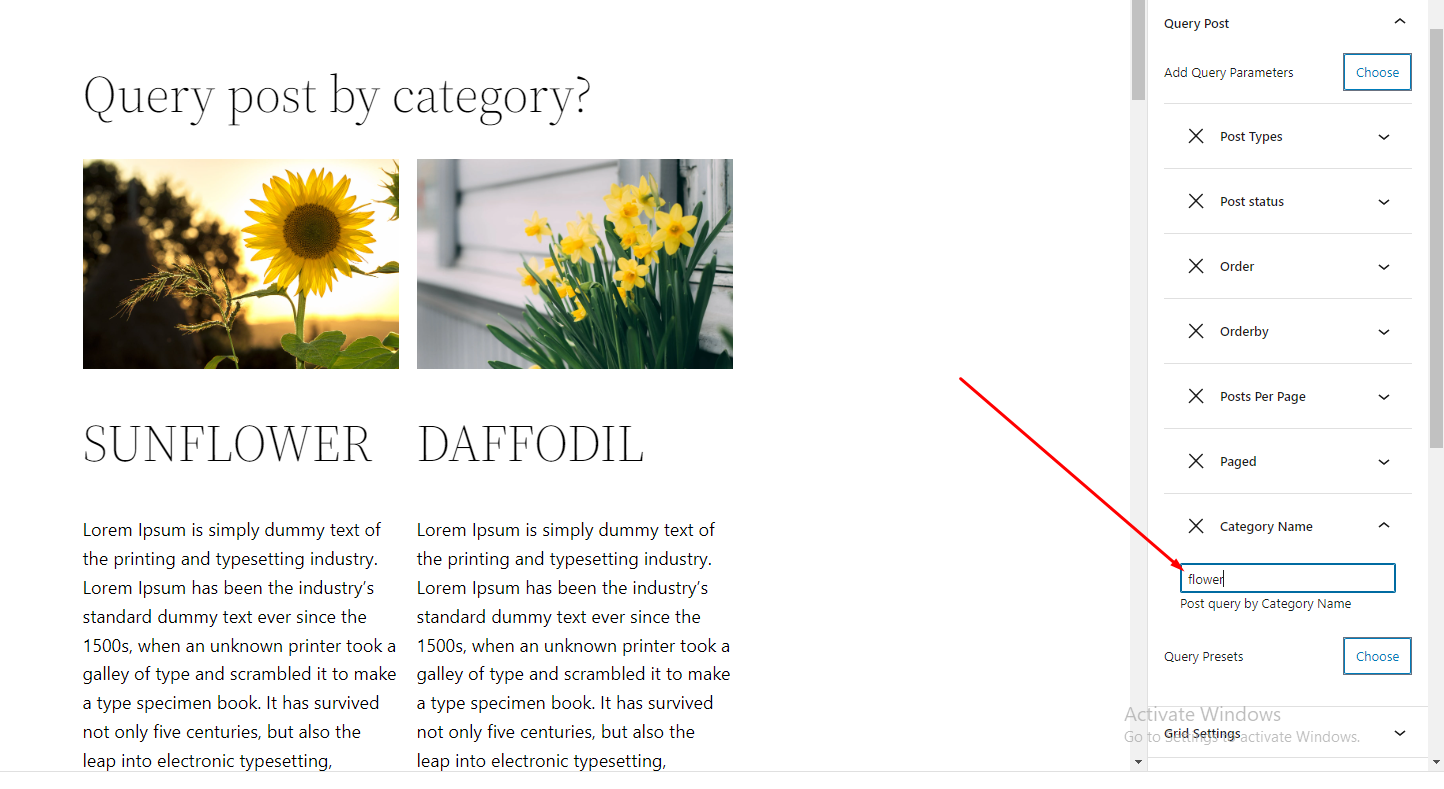 Query post by category?
SUNFLOWER
Lorem Ipsum is simply dummy text of
the printing and typesetting industry.
Lorem Ipsum has been the industry’s
standard dummy text ever since the
1500s, when an unknown printer took a
galley of type and scrambled it to make
a type specimen book. It has survived
not only five centuries, but also the
leap into electronic typesetting,
DAFFODIL
Lorem Ipsum is simply dummy text of
the printing and typesetting industry.
Lorem Ipsum has been the industry’s
standard dummy text ever since the
1500s, when an unknown printer took a
galley of type and scrambled it to make
a type specimen book. It has survived
not only five centuries, but also the
leap into electronic typesetting,
Query Post
Add Query Parameters Choose
Post Types
Post status
Order
Orderby
Posts Per Page
Paged
Category Name
flower
Post query by Category Name
Query Presets Choose
Activate Windows
Go to Settings to activate Windows.
Grid Settings